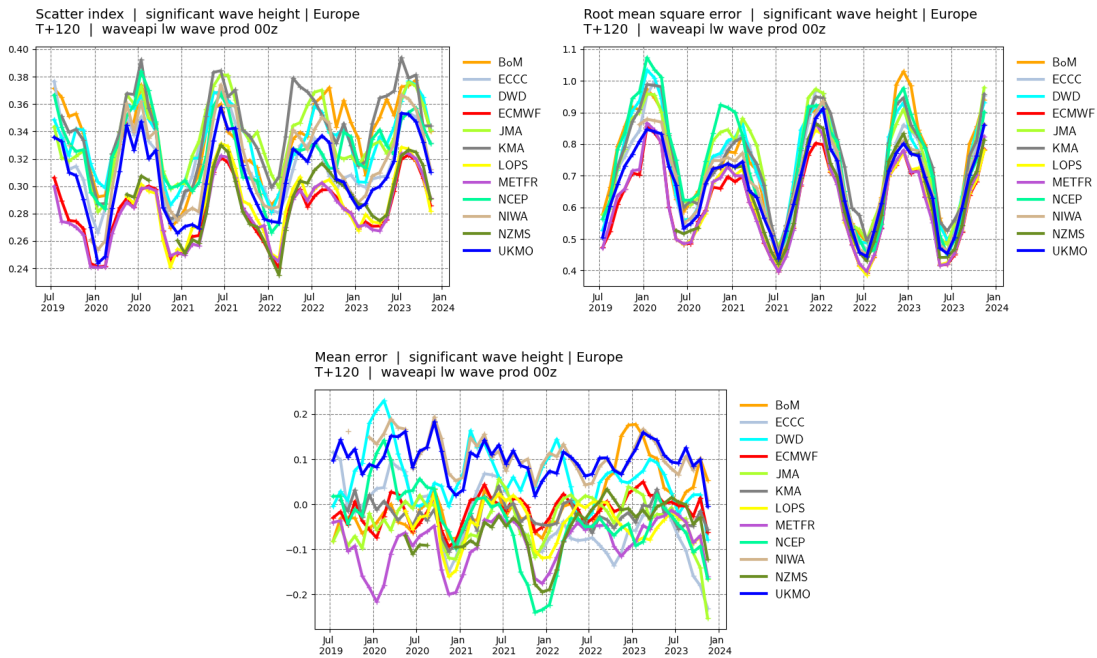 Scatter index | significant wave height | Europe
T+120 | waveapi lw wave prod 00z
0.40
0.38
0.36
0.34
0.32
0.30
0.28
0.26
0.24
Jul Jan Jul Jan Jul Jan Jul Jan Jul Jan
2019 2020 2020 2021 2021 2022 2022 2023 2023 2024
BoM
ECCC
DWD
ECMWF
JMA
KMA
LOPS
METFR
NCEP
NIWA
NZMS
UKMO
Root mean square error | significant wave height | Europe
T+120 | waveapi lw wave prod 00z
1.1
1.0
0.9
0.8
0.7
0.6
0.5
0.4
Jul Jan Jul Jan Jul Jan Jul Jan Jul Jan
2019 2020 2020 2021 2021 2022 2022 2023 2023 2024
BoM
ECCC
DWD
ECMWF
JMA
KMA
LOPS
METFR
NCEP
NIWA
NZMS
UKMO
Mean error | significant wave height | Europe
T+120 | waveapi lw wave prod 00z
0.2
0.1
0.0
−0.1
−0.2
Jul Jan Jul Jan Jul Jan Jul Jan Jul Jan
2019 2020 2020 2021 2021 2022 2022 2023 2023 2024
BoM
ECCC
DWD
ECMWF
JMA
KMA
LOPS
METFR
NCEP
NIWA
NZMS
UKMO